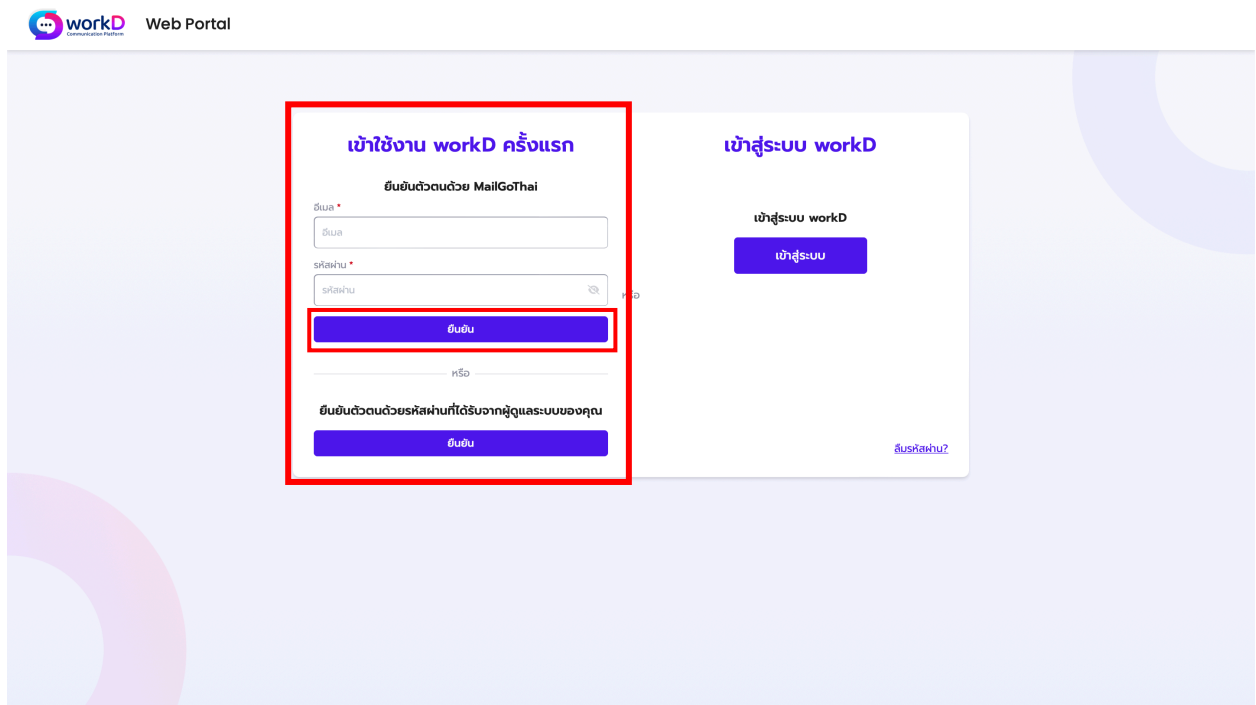 workD
Communication Platform
Web Portal
เข้าใช้งาน workD ครั้งแรก
ยืนยันตัวตนด้วย MailGoThai
อีเมล *
อีเมล
รหัสผ่าน *
รหัสผ่าน
ยืนยัน
หรือ
ยืนยันตัวตนด้วยรหัสผ่านที่ได้รับจากผู้ดูแลระบบของคุณ
ยืนยัน
หรือ
เข้าสู่ระบบ workD
เข้าสู่ระบบ workD
เข้าสู่ระบบ
ลืมรหัสผ่าน?